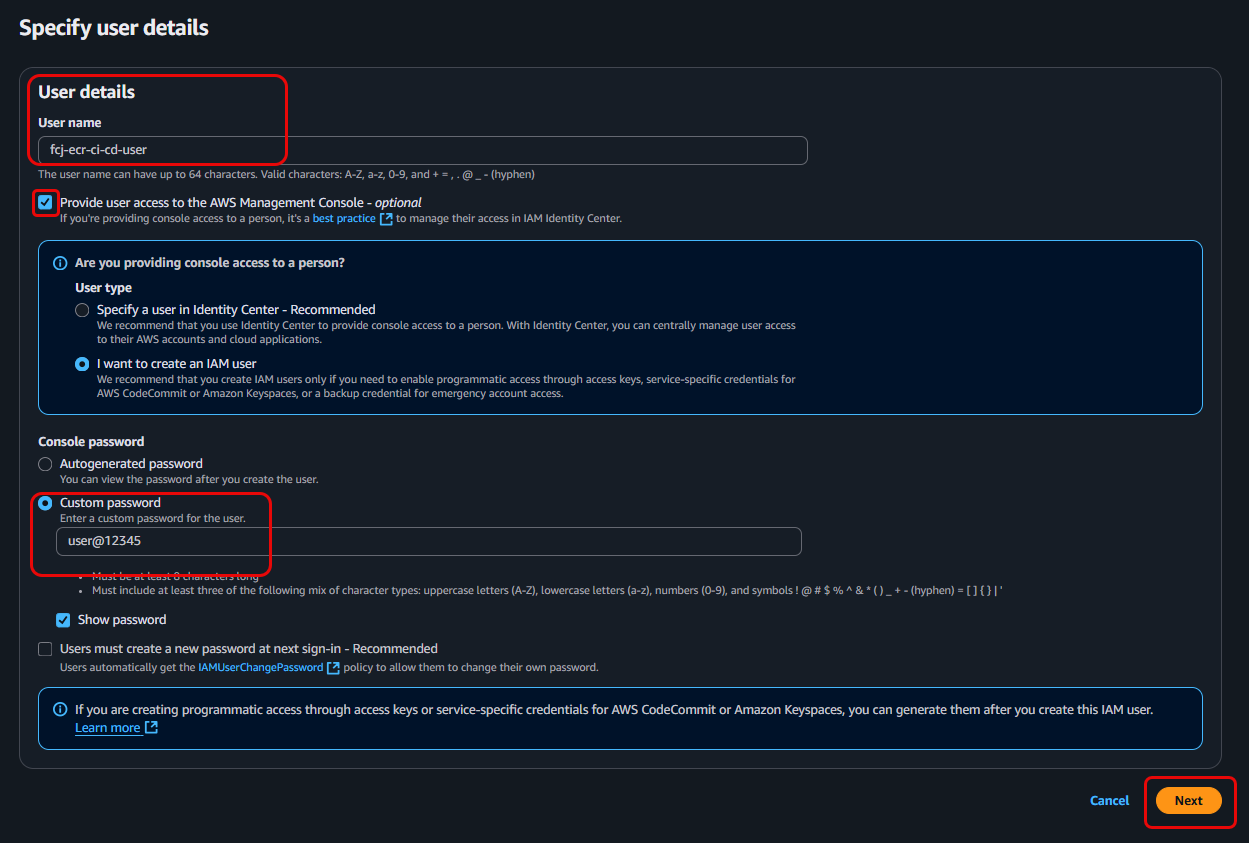 Specify user details
User details
User name
fcj-ecr-ci-cd-user
The user name can have up to 64 characters. Valid characters: A-Z, a-z, 0-9, and + = , . @ _ - (hyphen)
Provide user access to the AWS Management Console - optional
If you're providing console access to a person, it's a best practice to manage their access in IAM Identity Center.
Are you providing console access to a person?
User type
Specify a user in Identity Center - Recommended
We recommend that you use Identity Center to provide console access to a person. With Identity Center, you can centrally manage user access
to their AWS accounts and cloud applications.
I want to create an IAM user
We recommend that you create IAM users only if you need to enable programmatic access through access keys, service-specific credentials for
AWS CodeCommit or Amazon Keyspaces, or a backup credential for emergency account access.
Console password
Autogenerated password
You can view the password after you create the user.
Custom password
Enter a custom password for the user.
user@12345
• Must be at least 8 characters long
• Must include at least three of the following mix of character types: uppercase letters (A-Z), lowercase letters (a-z), numbers (0-9), and symbols ! @ # $ % ^ & * ( ) _ + - (hyphen) = [ ] { } | '
Show password
Users must create a new password at next sign-in - Recommended
Users automatically get the IAMUserChangePassword policy to allow them to change their own password.
If you are creating programmatic access through access keys or service-specific credentials for AWS CodeCommit or Amazon Keyspaces, you can generate them after you create this IAM user.
Learn more
Cancel
Next